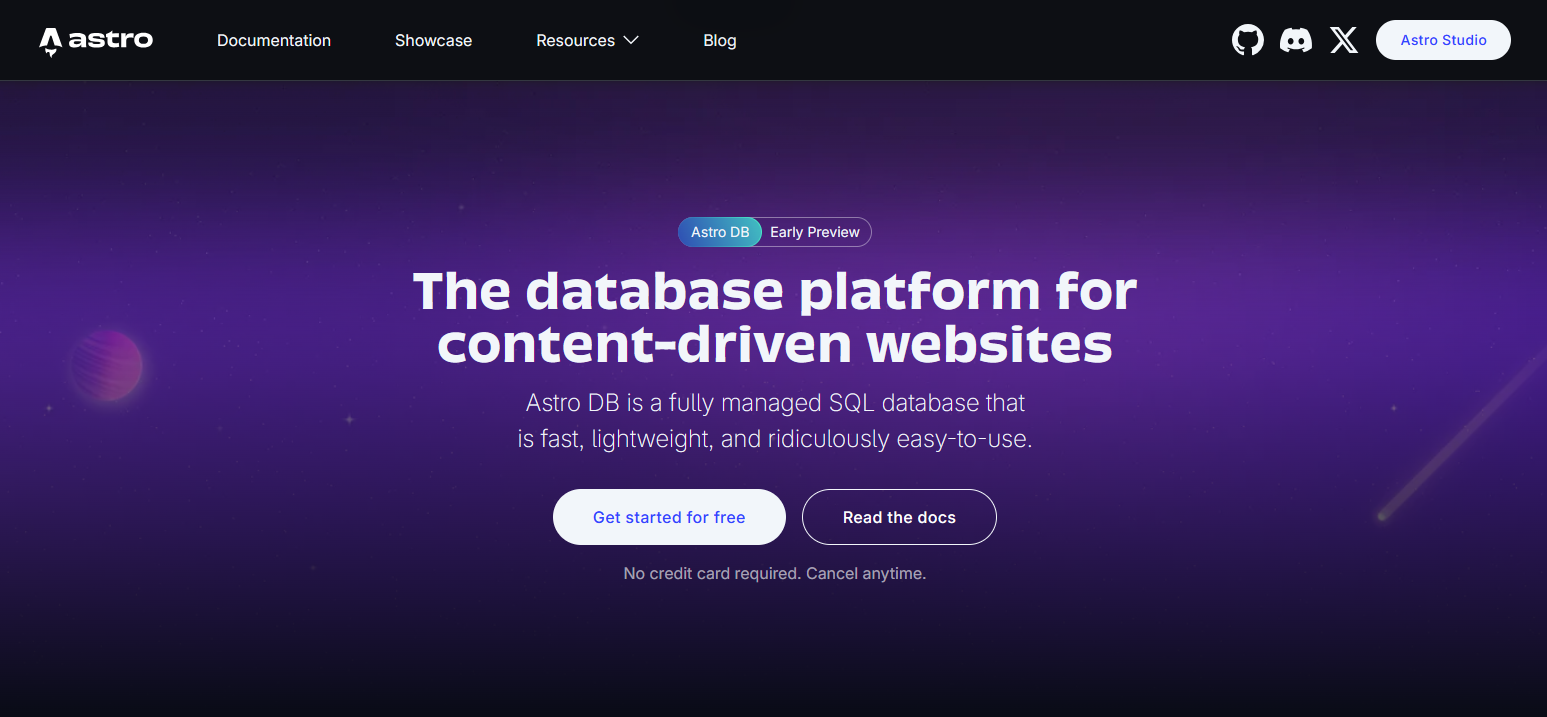 astro
Documentation
Showcase
Resources
Blog
Astro Studio
Astro DB Early Preview
The database platform for
content-driven websites
Astro DB is a fully managed SQL database that
is fast, lightweight, and ridiculously easy-to-use.
Get started for free
Read the docs
No credit card required. Cancel anytime.